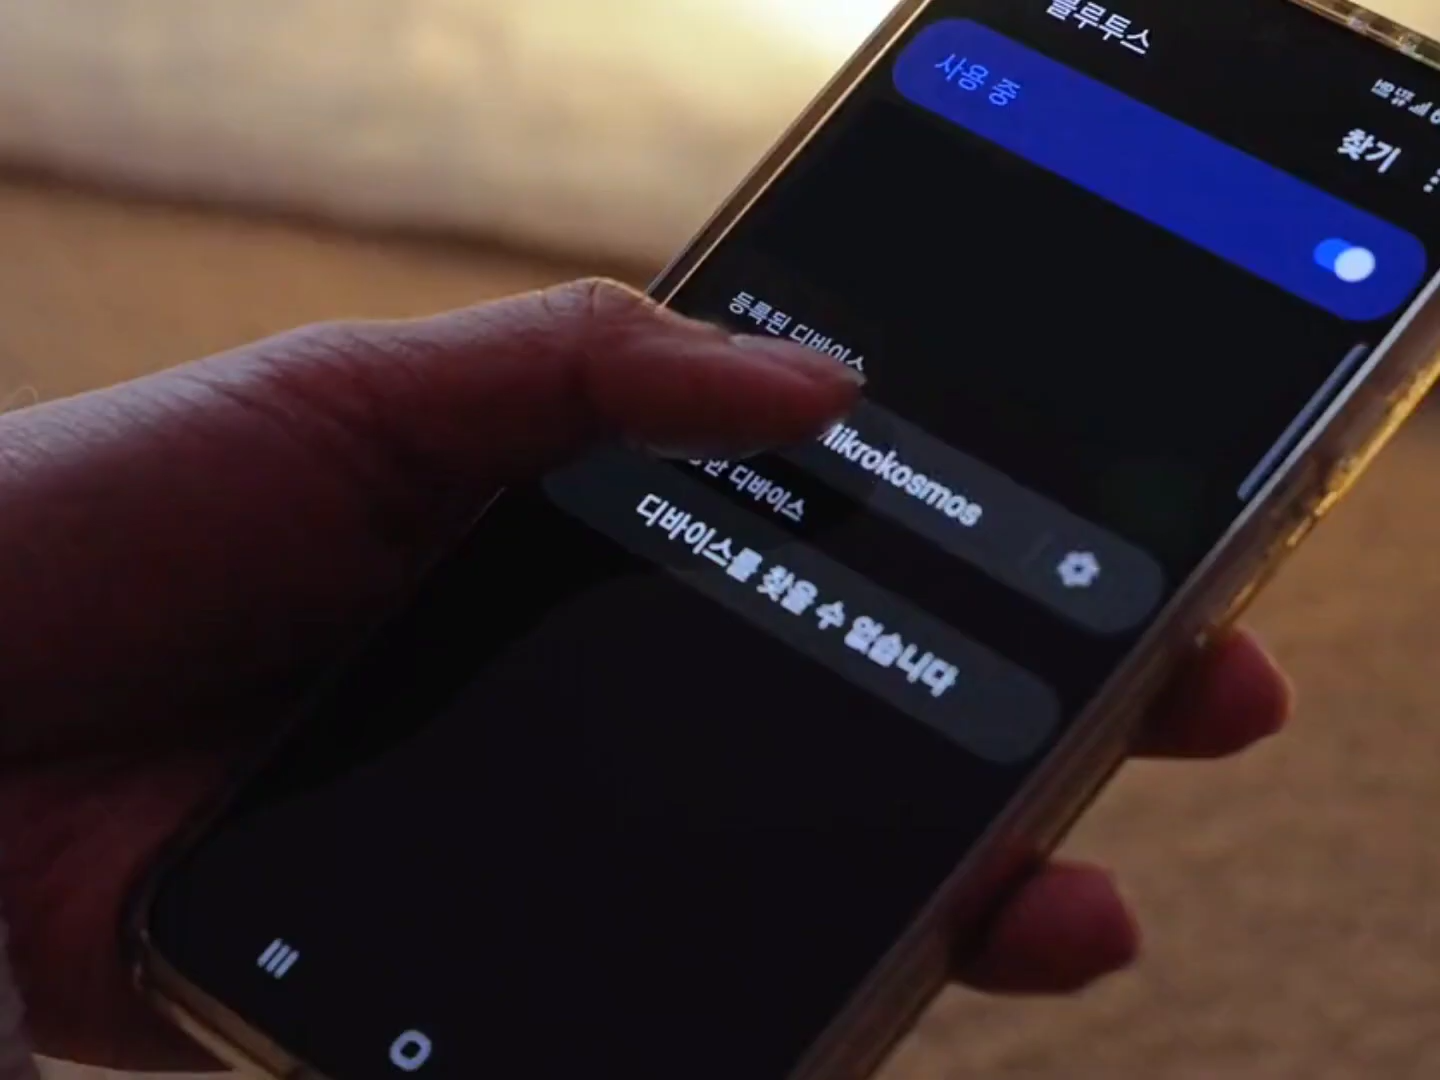 블루투스
사용 중
찾기
등록된 디바이스
Mikrokosmos
디바이스
디바이스를 찾을 수 없습니다